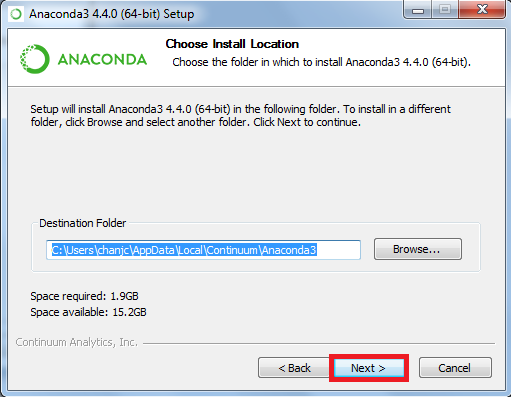 Anaconda3 4.4.0 (64-bit) Setup
ANACONDA
Choose Install Location
Choose the folder in which to install Anaconda3 4.4.0 (64-bit).
Setup will install Anaconda3 4.4.0 (64-bit) in the following folder. To install in a different
folder, click Browse and select another folder. Click Next to continue.
Destination Folder
C:\Users\chanjc\AppData\Local\Continuum\Anaconda3
Browse...
Space required: 1.9GB
Space available: 15.2GB
Continuum Analytics, Inc.
< Back
Next >
Cancel